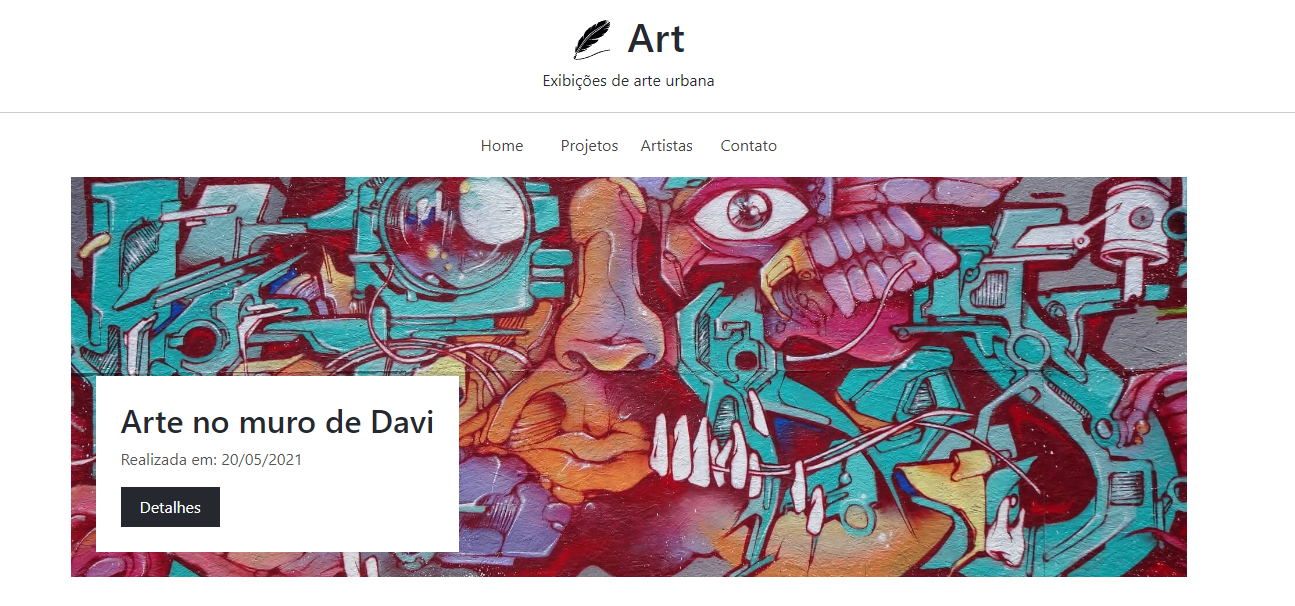 Art
Exibições de arte urbana
Home Projetos Artistas Contato
Arte no muro de Davi
Realizada em: 20/05/2021
Detalhes